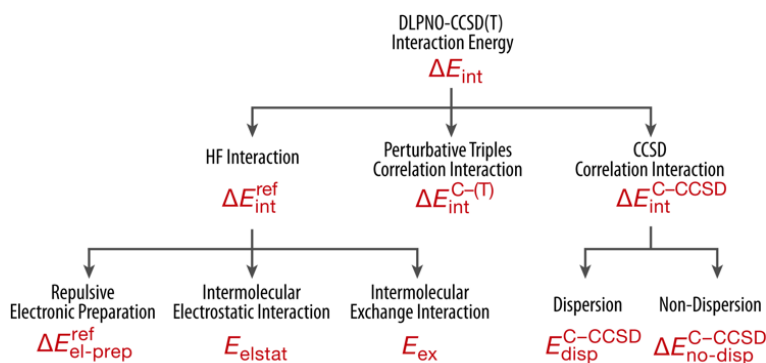 DLPNO-CCSD(T)
Interaction Energy
ΔE_int
HF Interaction
ΔE_int^ref
Perturbative Triples
Correlation Interaction
ΔE_int^C–(T)
CCSD
Correlation Interaction
ΔE_int^C–CCSD
Repulsive
Electronic Preparation
ΔE_el-prep^ref
Intermolecular
Electrostatic Interaction
E_elstat
Intermolecular
Exchange Interaction
E_ex
Dispersion
E_disp^C–CCSD
Non-Dispersion
ΔE_no-disp^C–CCSD